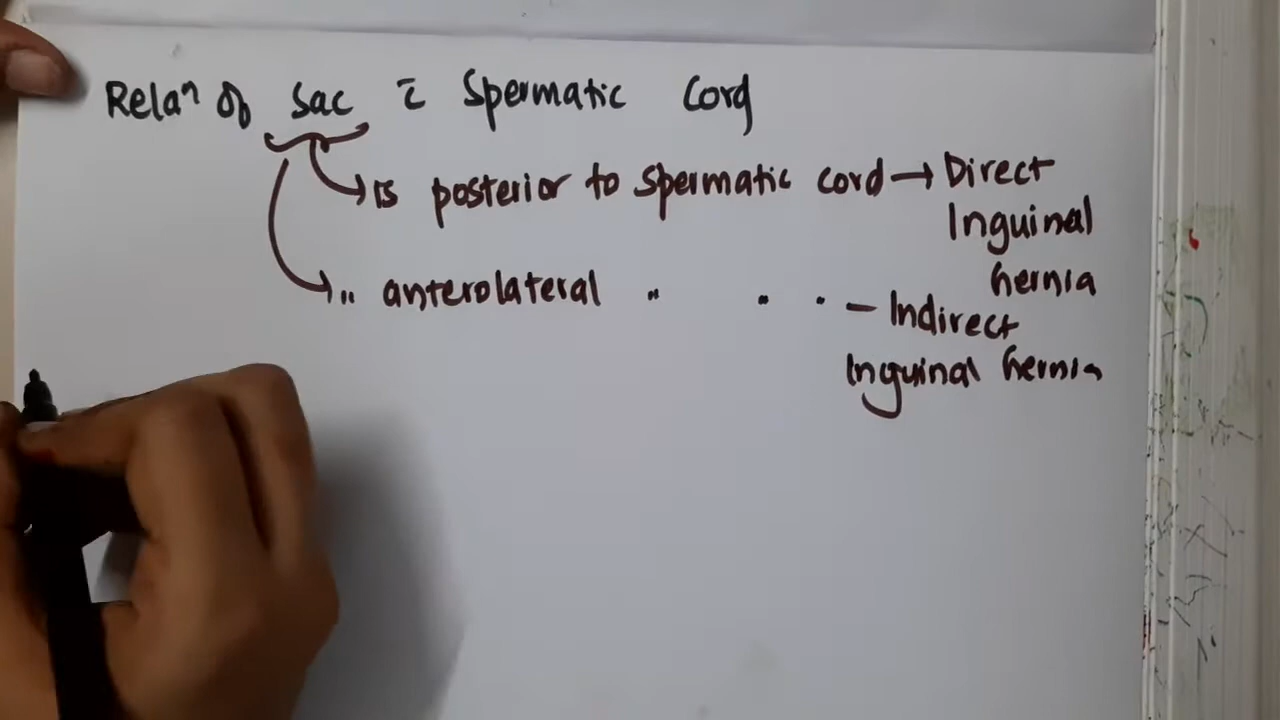 Relaⁿ of Sac c̄ Spermatic Cord
is posterior to spermatic cord → Direct
Inguinal
hernia
" anterolateral " " " — Indirect
Inguinal hernia